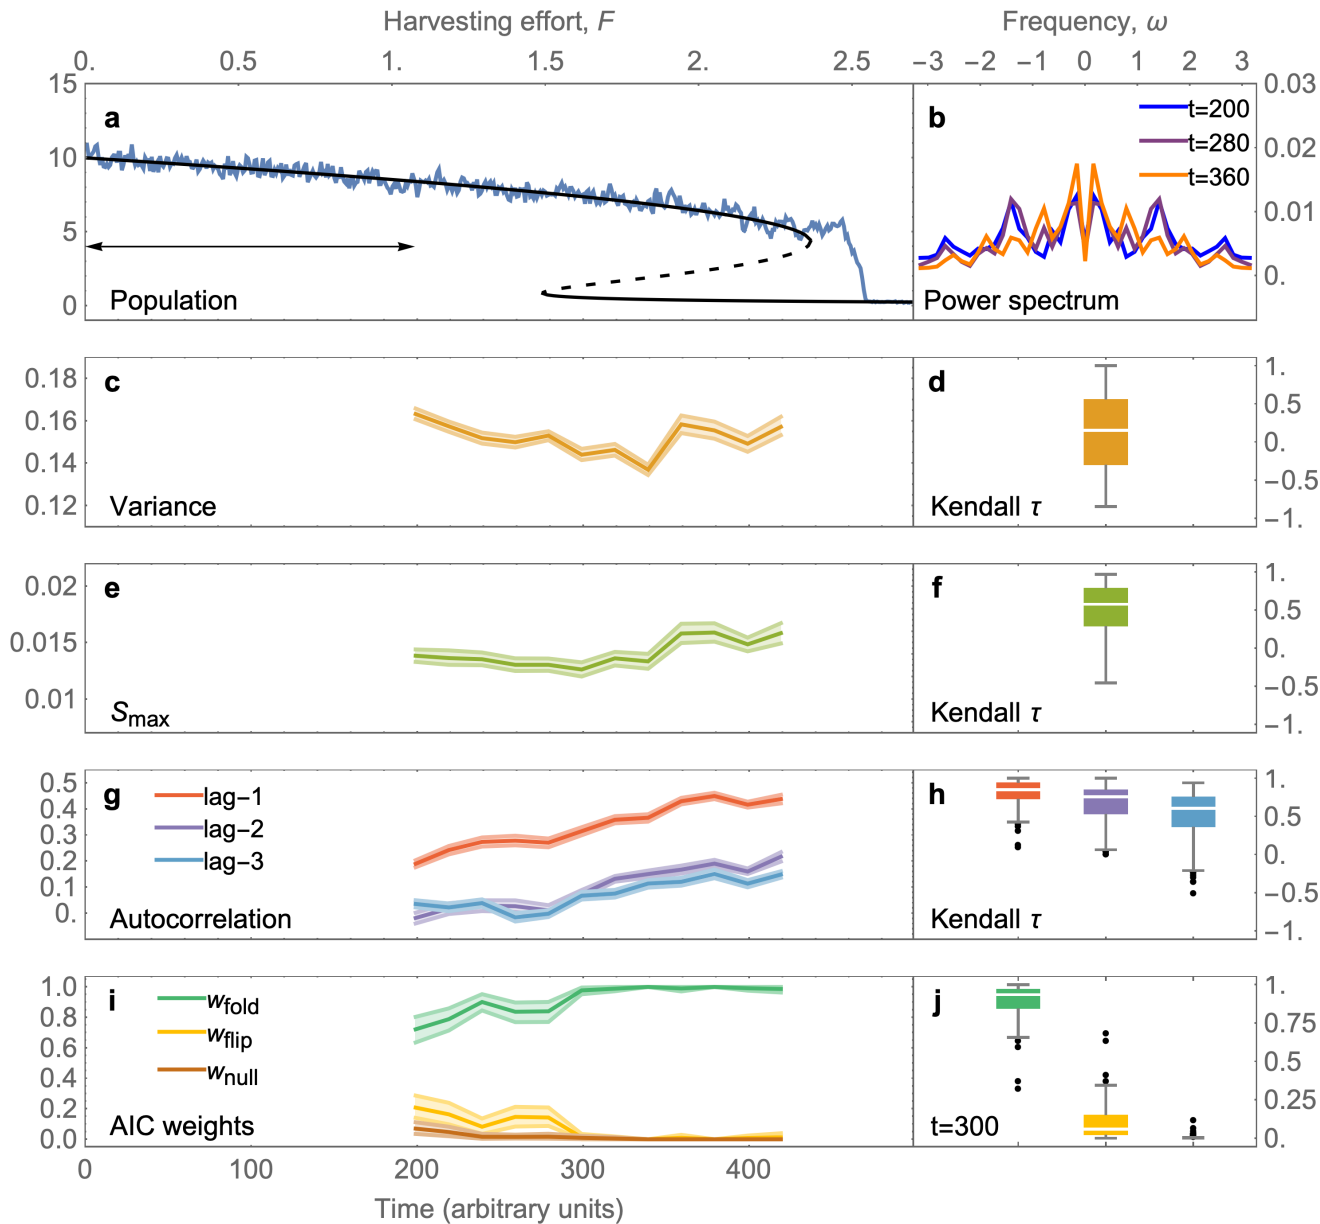 Harvesting effort, F
Frequency, ω
0. 0.5 1. 1.5 2. 2.5
−3 −2 −1 0 1 2 3
15
10
5
0
a
Population
b
t=200
t=280
t=360
0.03
0.02
0.01
0.
Power spectrum
0.18
0.16
0.14
0.12
c
Variance
d
1.
0.5
0.
−0.5
−1.
Kendall τ
0.02
0.015
0.01
e
Smax
f
1.
0.5
0.
−0.5
−1.
Kendall τ
0.5
0.4
0.3
0.2
0.1
0.
g
lag−1
lag−2
lag−3
Autocorrelation
h
1.
0.5
0.
−0.5
−1.
Kendall τ
1.0
0.8
0.6
0.4
0.2
0.0
i
wfold
wflip
wnull
AIC weights
j
1.
0.75
0.5
0.25
0.
t=300
0 100 200 300 400
Time (arbitrary units)